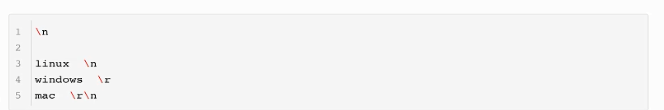 1 \n
2
3 linux  \n
4 windows  \r
5 mac  \r\n